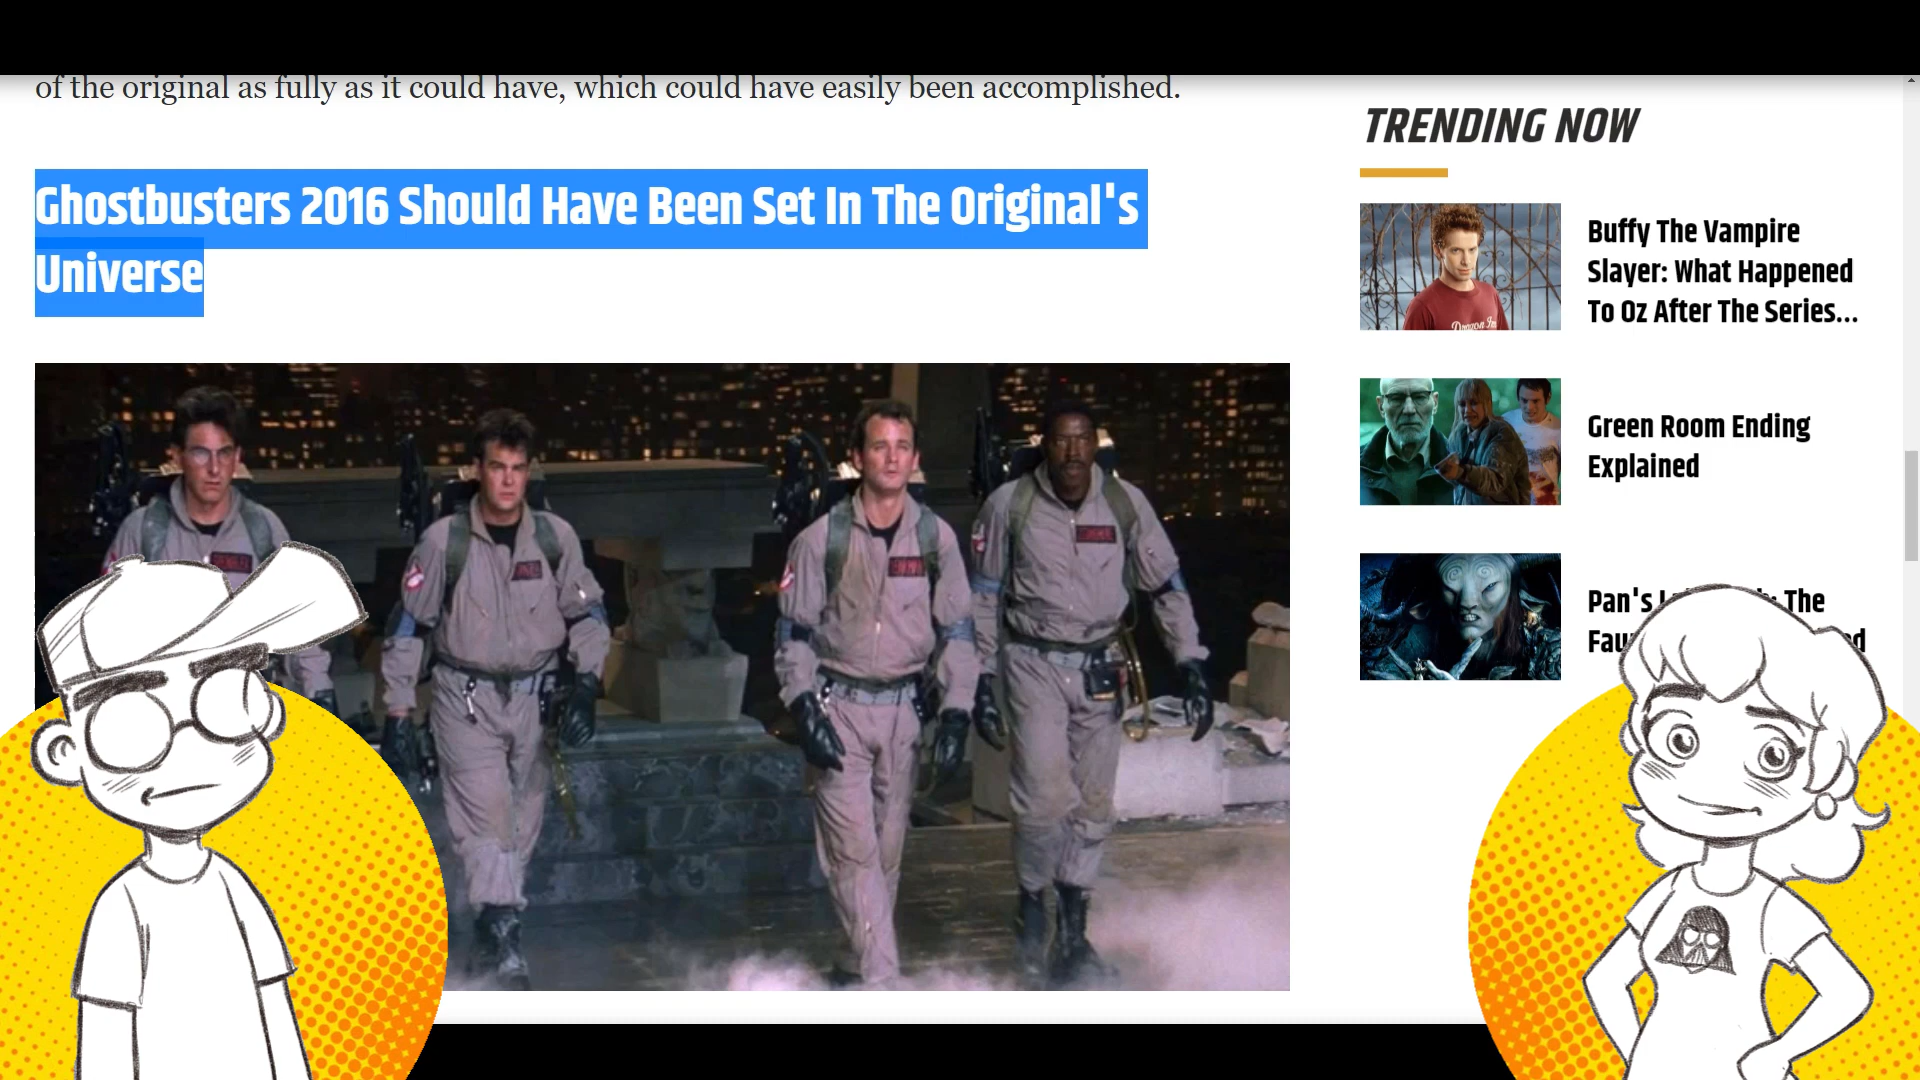 of the original as fully as it could have, which could have easily been accomplished.
Ghostbusters 2016 Should Have Been Set In The Original's
Universe
TRENDING NOW
Buffy The Vampire
Slayer: What Happened
To Oz After The Series...
Green Room Ending
Explained
Pan's The